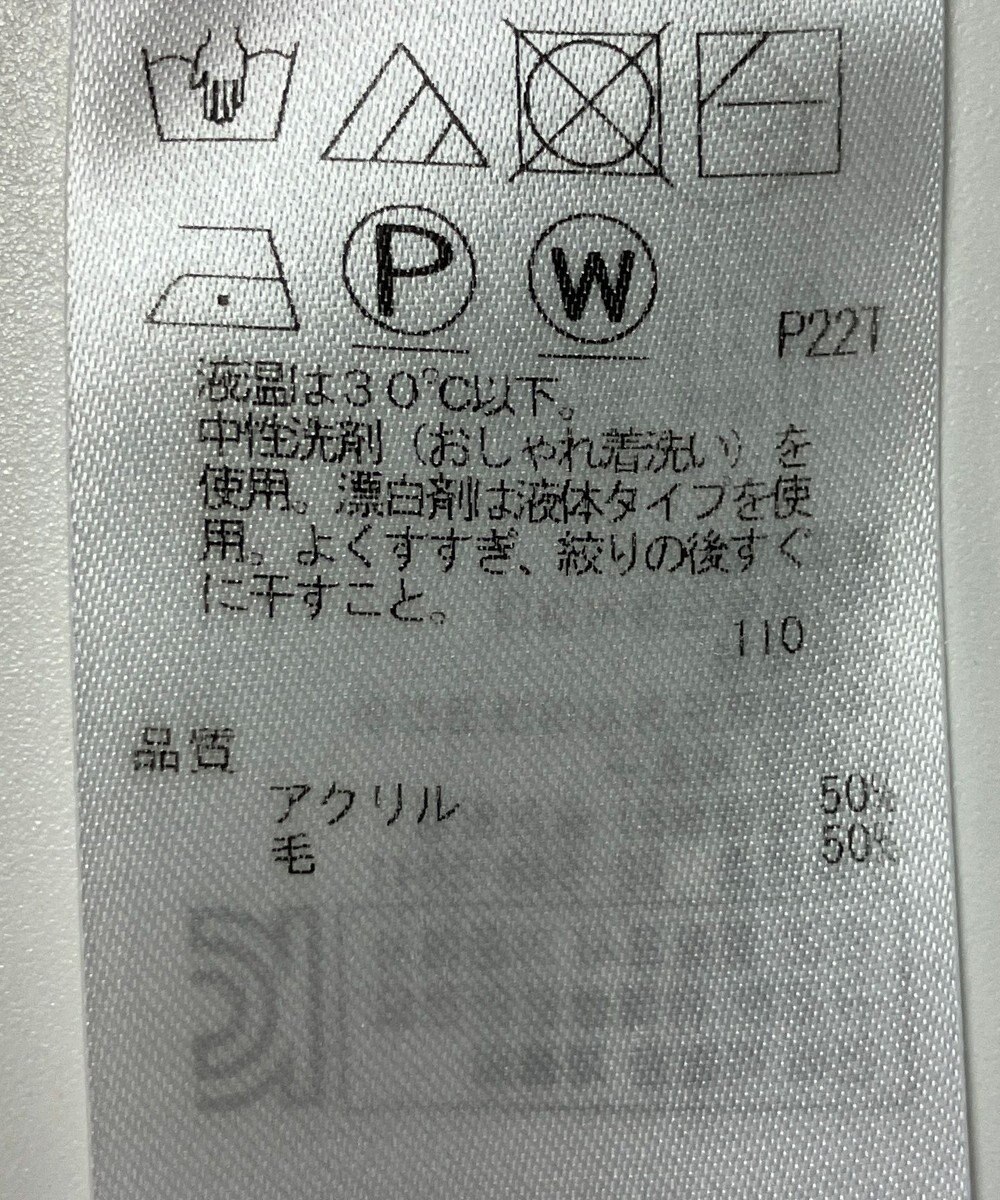 P W
P22T
液温は30℃以下。
中性洗剤(おしゃれ着洗い)を
使用。漂白剤は液体タイプを使
用。よくすすぎ、絞りの後すぐ
に干すこと。
110
品質
アクリル 50%
毛 50%